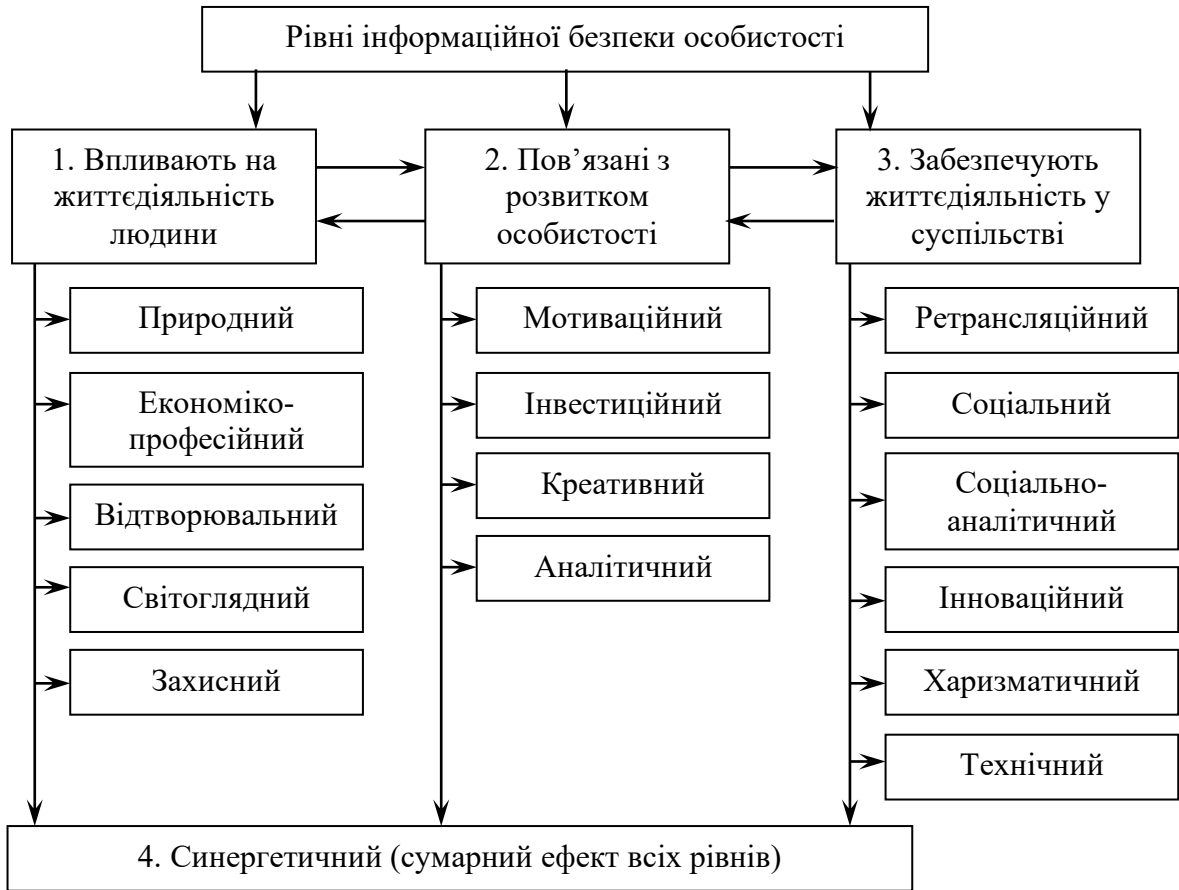 Рівні інформаційної безпеки особистості
1. Впливають на
життєдіяльність
людини
2. Пов’язані з
розвитком
особистості
3. Забезпечують
життєдіяльність у
суспільстві
Природний
Економіко-
професійний
Відтворювальний
Світоглядний
Захисний
Мотиваційний
Інвестиційний
Креативний
Аналітичний
Ретрансляційний
Соціальний
Соціально-
аналітичний
Інноваційний
Харизматичний
Технічний
4. Синергетичний (сумарний ефект всіх рівнів)